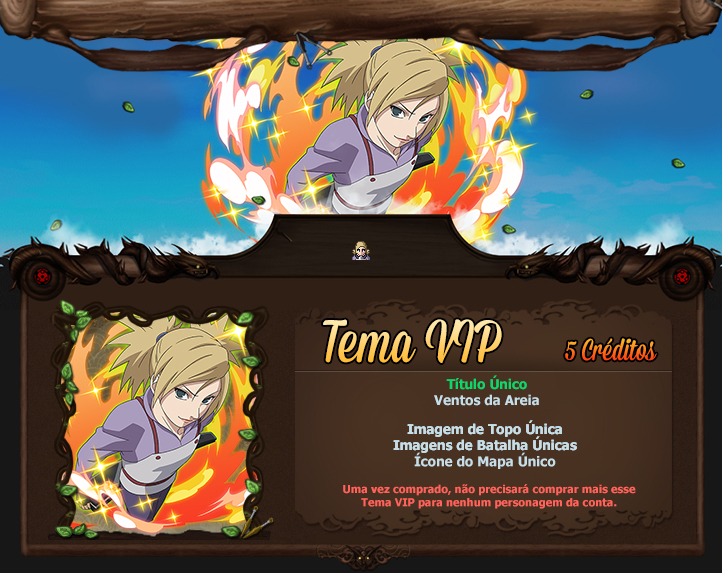 Tema VIP
5 Créditos
Título Único
Ventos da Areia
Imagem de Topo Única
Imagens de Batalha Únicas
Ícone do Mapa Único
Uma vez comprado, não precisará comprar mais esse
Tema VIP para nenhum personagem da conta.